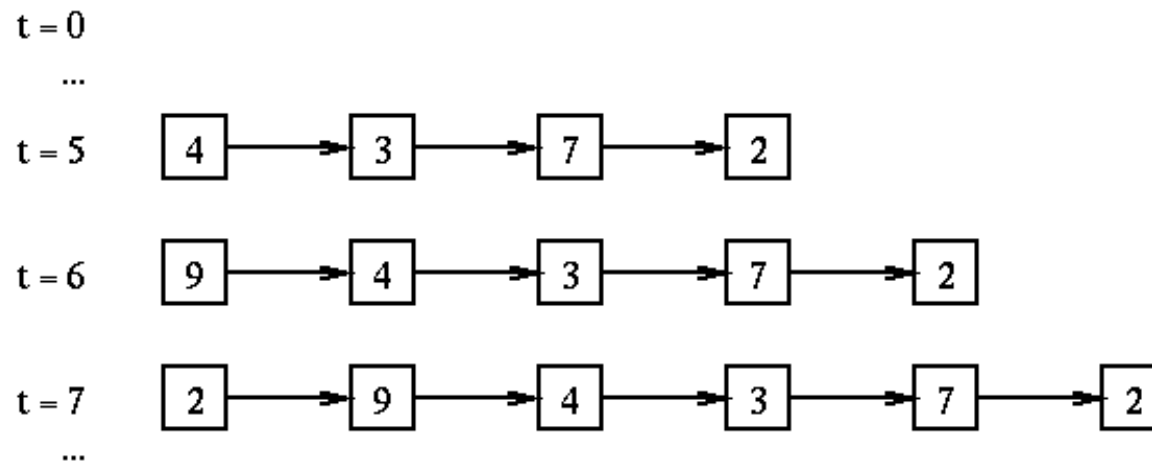 t = 0
...
t = 5 4 3 7 2
t = 6 9 4 3 7 2
t = 7 2 9 4 3 7 2
...